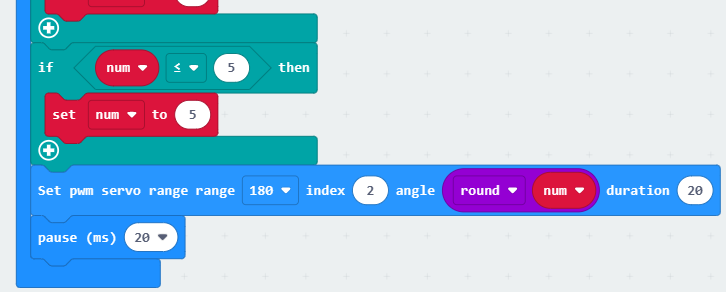 if num ≤ 5 then
set num to 5
Set pwm servo range range 180 index 2 angle round num duration 20
pause (ms) 20